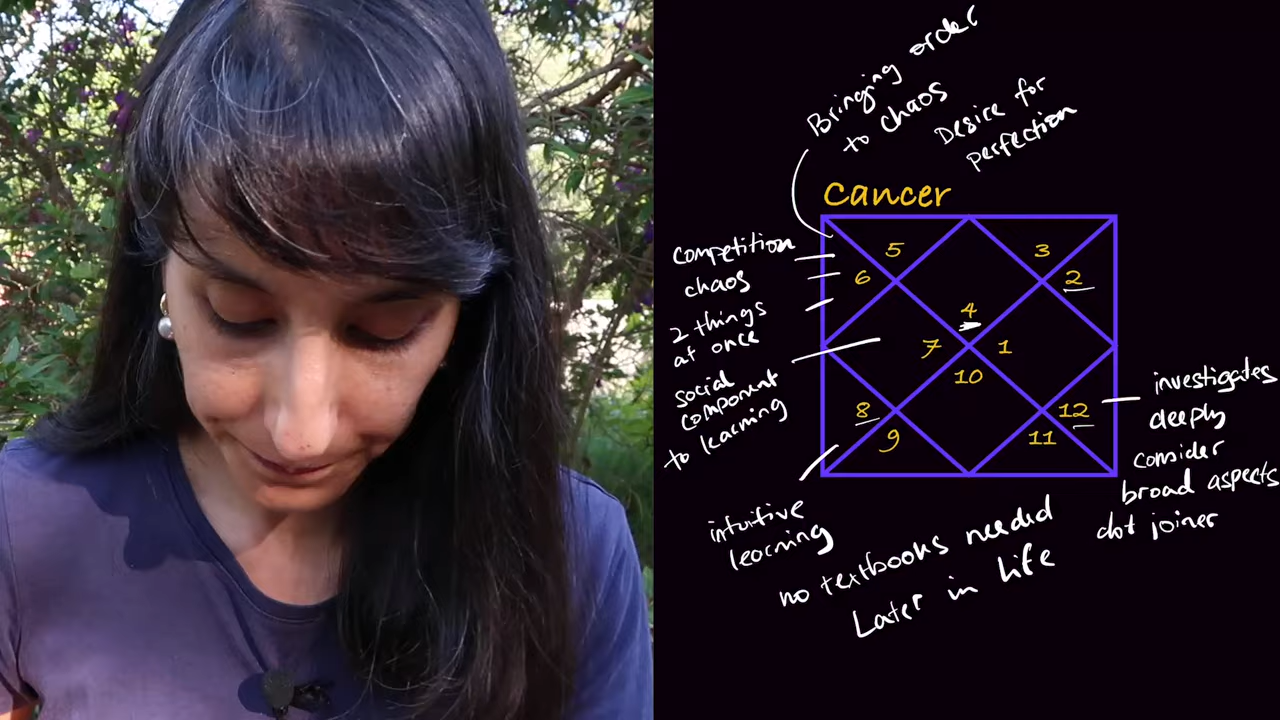 Bringing order
to chaos
Desire for
perfection
Cancer
competition
chaos
2 things
at once
social
component
to learning
5
3
6
2
4
7
1
10
8
12
9
11
investigates
deeply
consider
broad aspects
dot joiner
intuitive
learning
no textbooks needed
Later in life